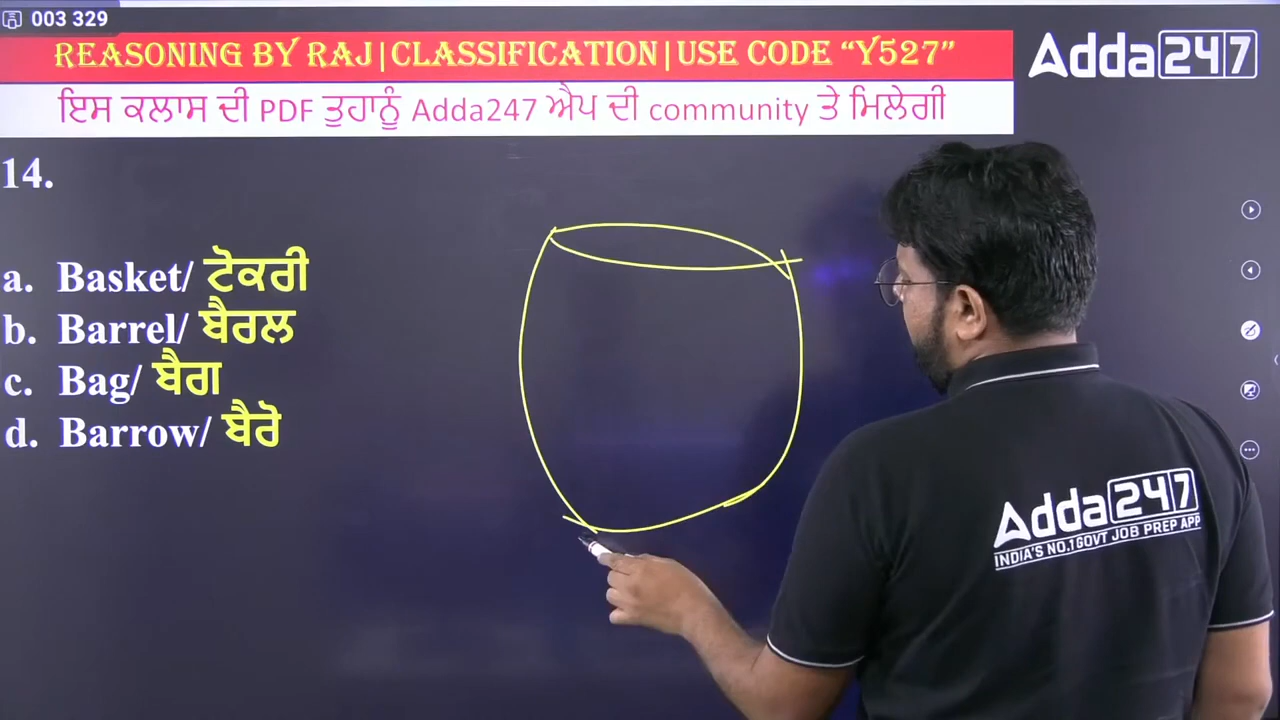 003 329
REASONING BY RAJ|CLASSIFICATION|USE CODE “Y527”
Adda247
ਇਸ ਕਲਾਸ ਦੀ PDF ਤੁਹਾਨੂੰ Adda247 ਐਪ ਦੀ community ਤੇ ਮਿਲੇਗੀ
14.
a. Basket/ ਟੋਕਰੀ
b. Barrel/ ਬੈਰਲ
c. Bag/ ਬੈਗ
d. Barrow/ ਬੈਰੋ
Adda247
INDIA'S NO.1 GOVT JOB PREP APP